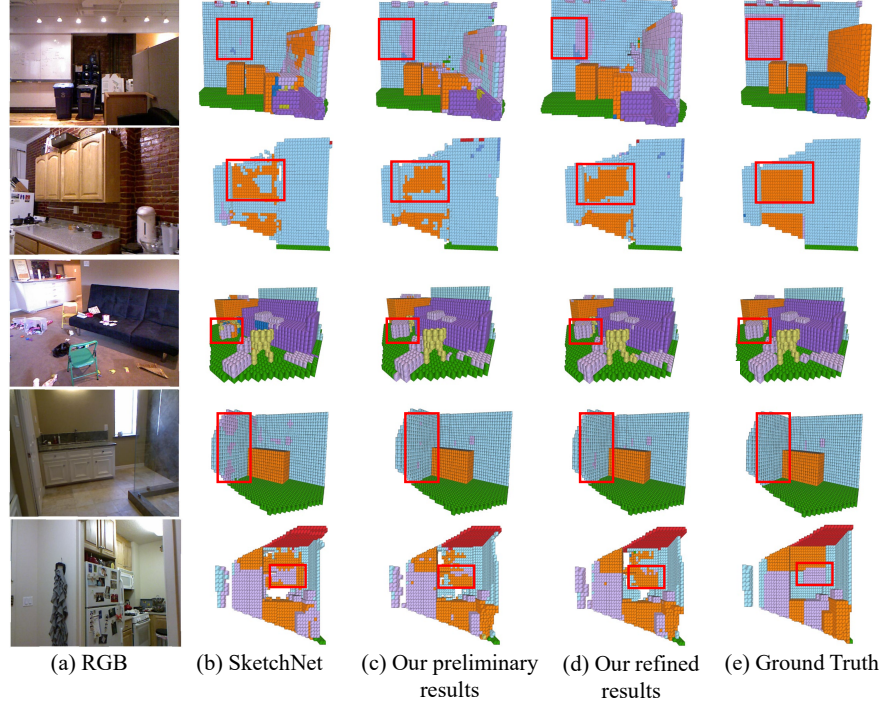 (a) RGB
(b) SketchNet
(c) Our preliminary
results
(d) Our refined
results
(e) Ground Truth